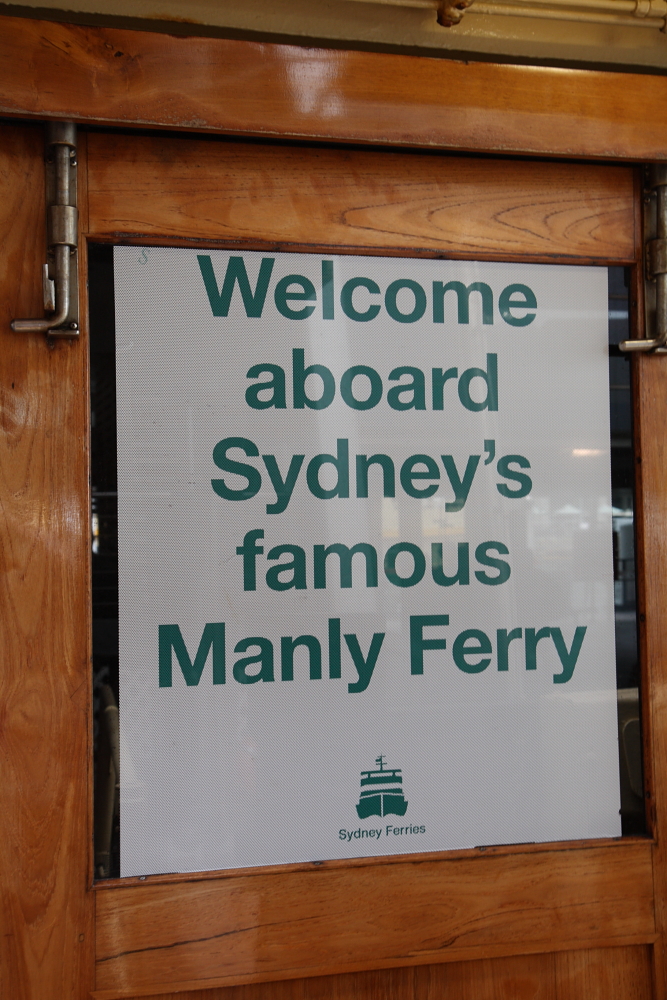 Welcome
aboard
Sydney’s
famous
Manly Ferry
Sydney Ferries